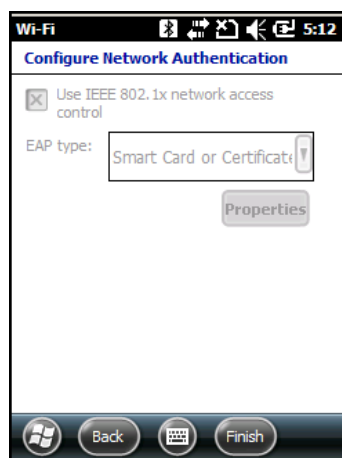 Wi-Fi 5:12
Configure Network Authentication
Use IEEE 802.1x network access
control
EAP type:
Smart Card or Certificate
Properties
Back Finish